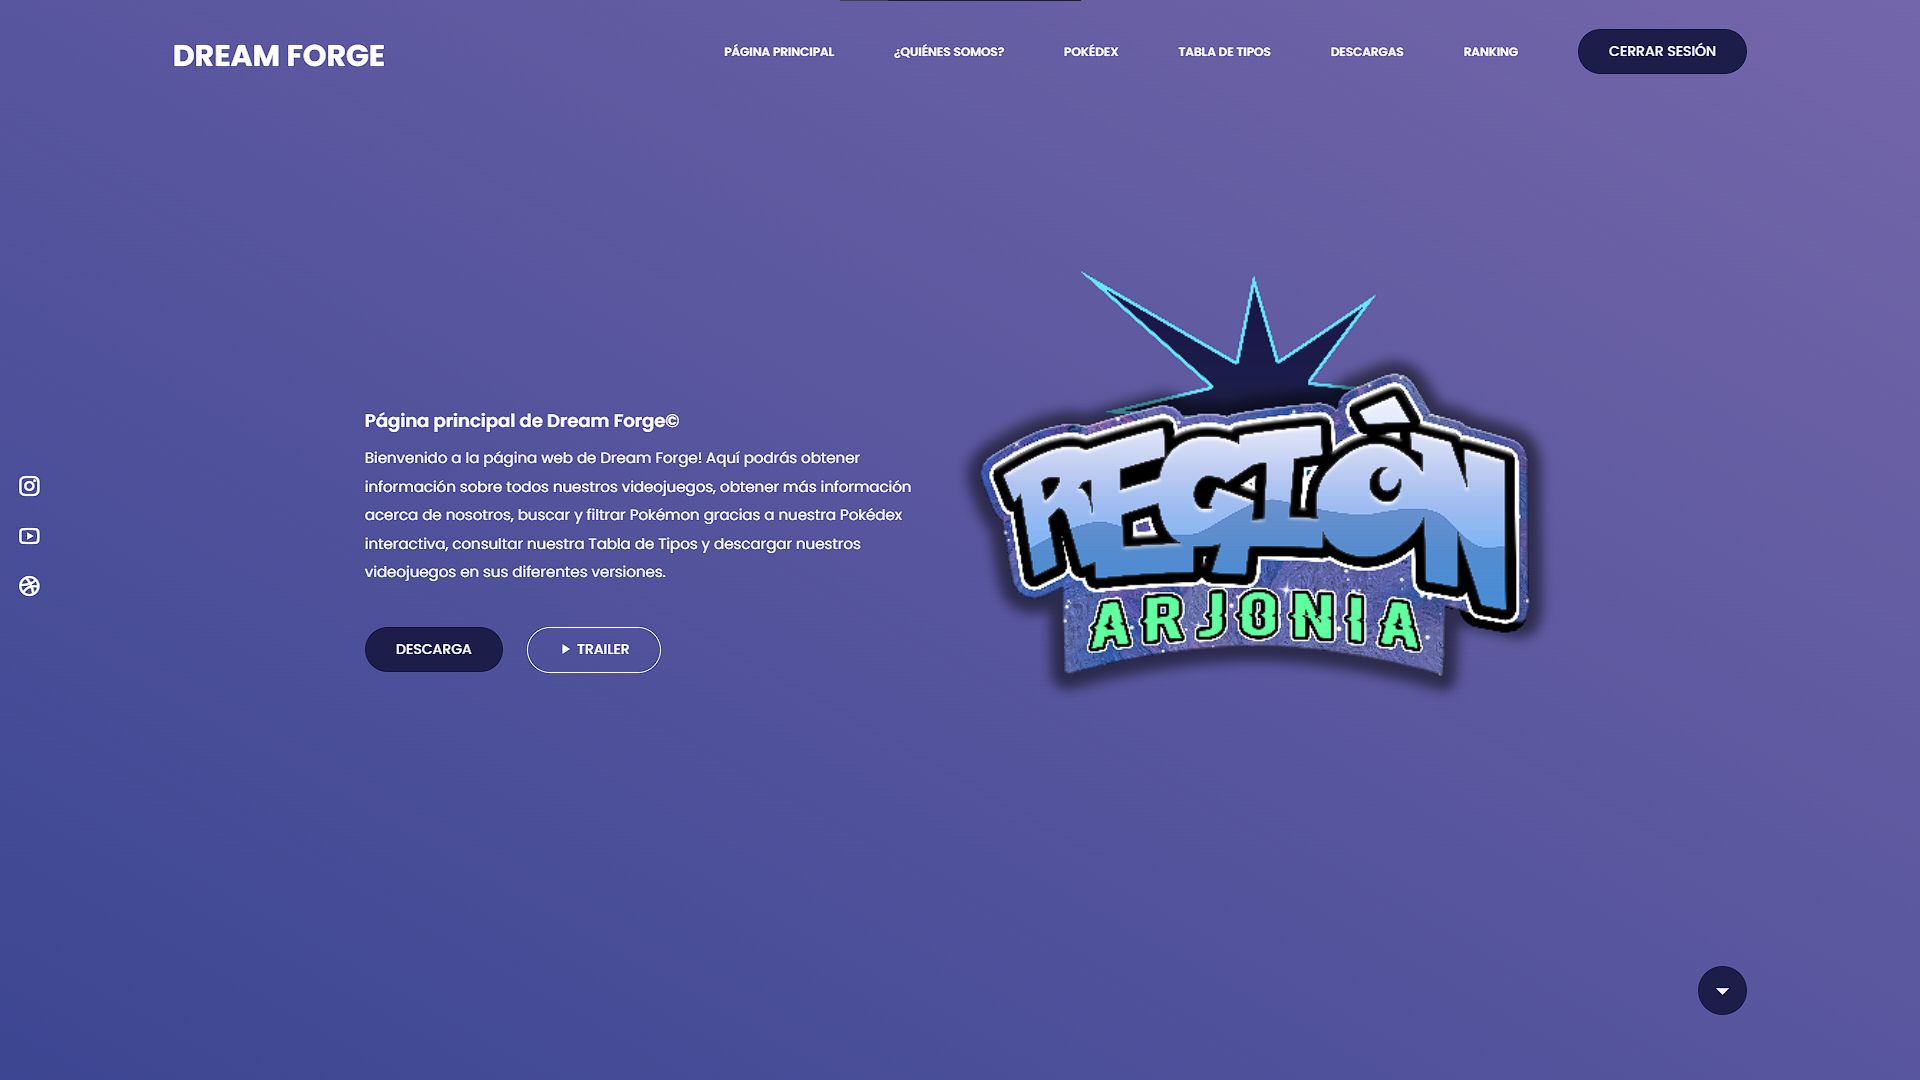 DREAM FORGE
PÁGINA PRINCIPAL
¿QUIÉNES SOMOS?
POKÉDEX
TABLA DE TIPOS
DESCARGAS
RANKING
CERRAR SESIÓN
Página principal de Dream Forge©
Bienvenido a la página web de Dream Forge! Aquí podrás obtener
información sobre todos nuestros videojuegos, obtener más información
acerca de nosotros, buscar y filtrar Pokémon gracias a nuestra Pokédex
interactiva, consultar nuestra Tabla de Tipos y descargar nuestros
videojuegos en sus diferentes versiones.
DESCARGA
TRAILER
REGIÓN
ARJONIA